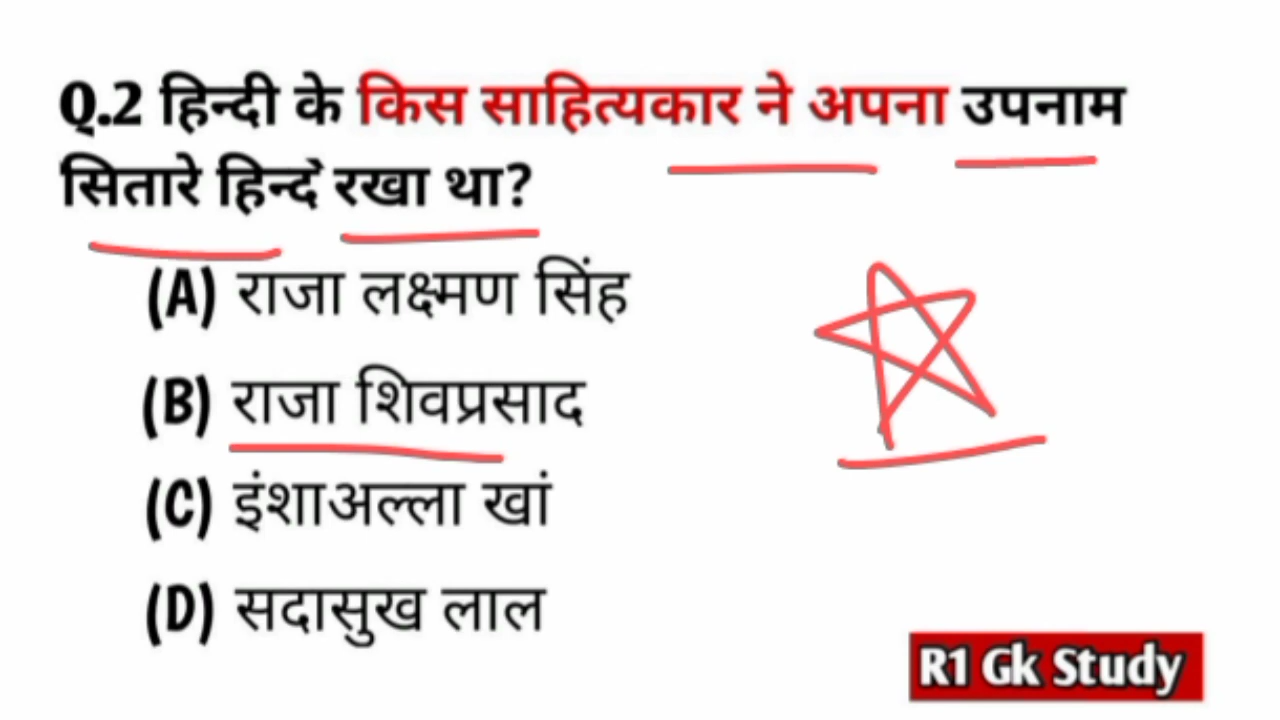 Q.2 हिन्दी के किस साहित्यकार ने अपना उपनाम
सितारे हिन्दे रखा था?
(A) राजा लक्ष्मण सिंह
(B) राजा शिवप्रसाद
(C) इंशाअल्ला खां
(D) सदासुख लाल
R1 Gk Study